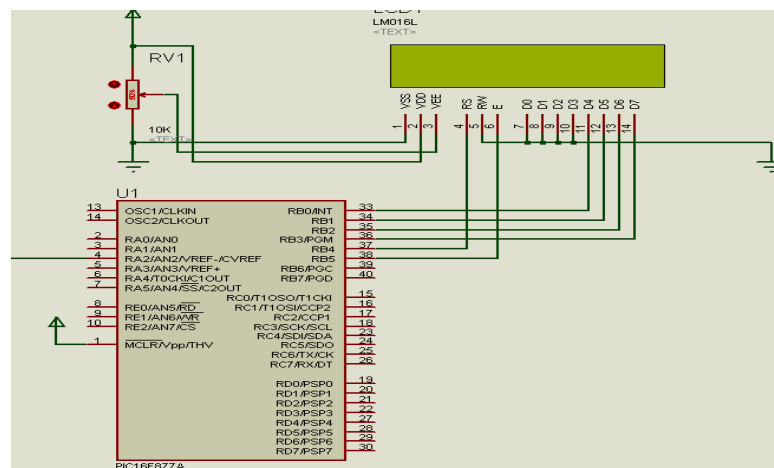 LCD1
LM016L
<TEXT>
RV1
50%
10K
<TEXT>
VSS
VDD
VEE
RS
RW
E
D0
D1
D2
D3
D4
D5
D6
D7
1
2
3
4
5
6
7
8
9
10
11
12
13
14
U1
13 OSC1/CLKIN
14 OSC2/CLKOUT
2 RA0/AN0
3 RA1/AN1
4 RA2/AN2/VREF-/CVREF
5 RA3/AN3/VREF+
6 RA4/T0CKI/C1OUT
7 RA5/AN4/SS/C2OUT
8 RE0/AN5/RD
9 RE1/AN6/WR
10 RE2/AN7/CS
1 MCLR/Vpp/THV
RB0/INT 33
RB1 34
RB2 35
RB3/PGM 36
RB4 37
RB5 38
RB6/PGC 39
RB7/PGD 40
RC0/T1OSO/T1CKI 15
RC1/T1OSI/CCP2 16
RC2/CCP1 17
RC3/SCK/SCL 18
RC4/SDI/SDA 23
RC5/SDO 24
RC6/TX/CK 25
RC7/RX/DT 26
RD0/PSP0 19
RD1/PSP1 20
RD2/PSP2 21
RD3/PSP3 22
RD4/PSP4 27
RD5/PSP5 28
RD6/PSP6 29
RD7/PSP7 30
PIC16F877A